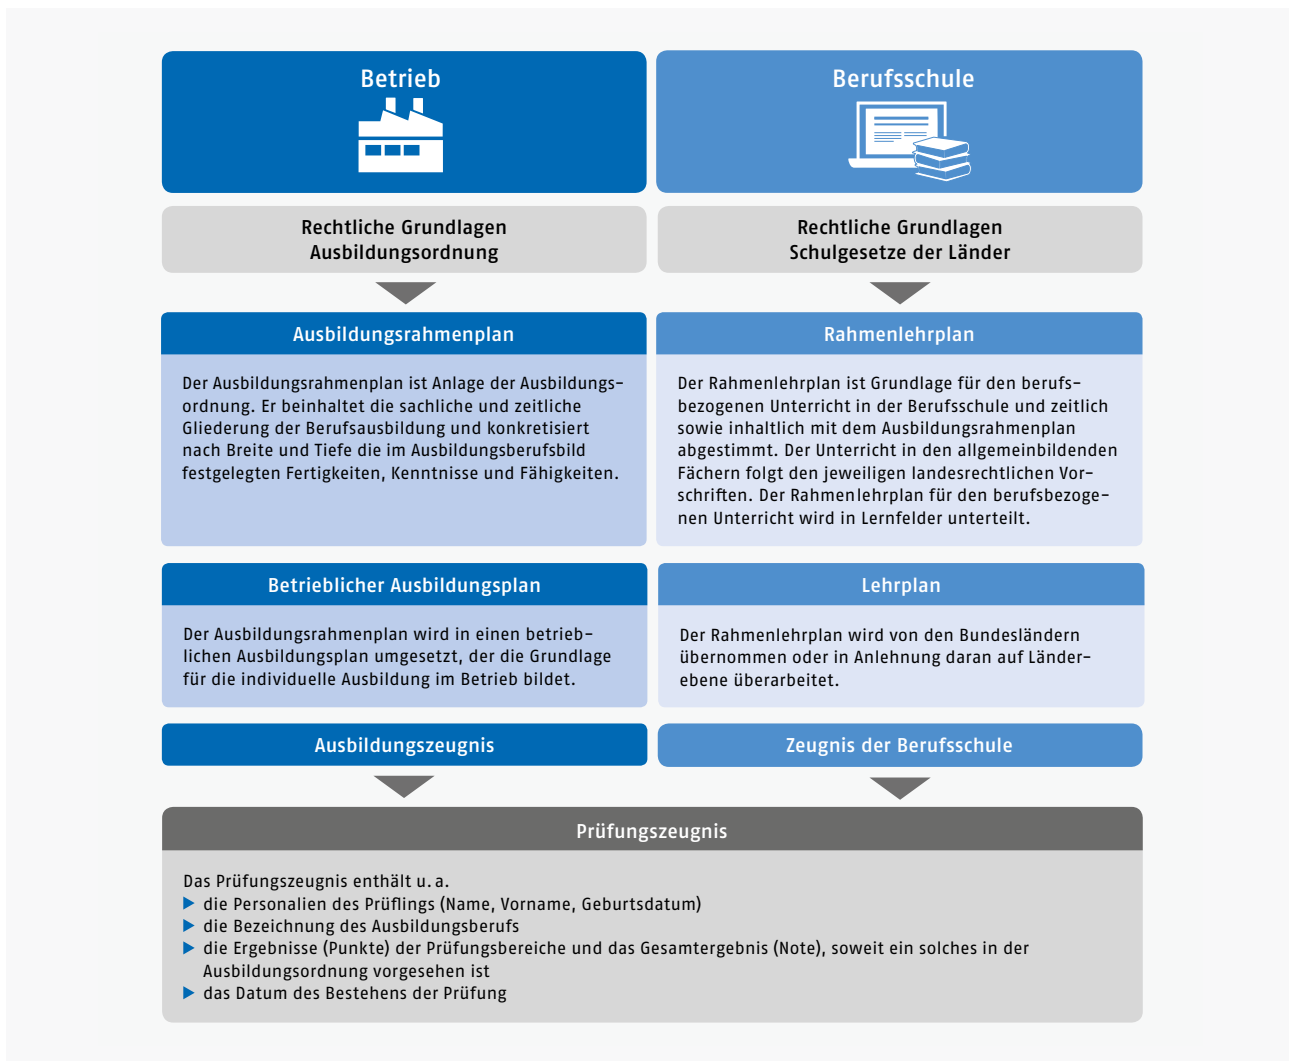 Betrieb
Berufsschule
Rechtliche Grundlagen
Ausbildungsordnung
Rechtliche Grundlagen
Schulgesetze der Länder
Ausbildungsrahmenplan
Der Ausbildungsrahmenplan ist Anlage der Ausbildungs-
ordnung. Er beinhaltet die sachliche und zeitliche
Gliederung der Berufsausbildung und konkretisiert
nach Breite und Tiefe die im Ausbildungsberufsbild
festgelegten Fertigkeiten, Kenntnisse und Fähigkeiten.
Rahmenlehrplan
Der Rahmenlehrplan ist Grundlage für den berufs-
bezogenen Unterricht in der Berufsschule und zeitlich
sowie inhaltlich mit dem Ausbildungsrahmenplan
abgestimmt. Der Unterricht in den allgemeinbildenden
Fächern folgt den jeweiligen landesrechtlichen Vor-
schriften. Der Rahmenlehrplan für den berufsbezoge-
nen Unterricht wird in Lernfelder unterteilt.
Betrieblicher Ausbildungsplan
Der Ausbildungsrahmenplan wird in einen betrieb-
lichen Ausbildungsplan umgesetzt, der die Grundlage
für die individuelle Ausbildung im Betrieb bildet.
Lehrplan
Der Rahmenlehrplan wird von den Bundesländern
übernommen oder in Anlehnung daran auf Länder-
ebene überarbeitet.
Ausbildungszeugnis
Zeugnis der Berufsschule
Prüfungszeugnis
Das Prüfungszeugnis enthält u. a.
▶ die Personalien des Prüflings (Name, Vorname, Geburtsdatum)
▶ die Bezeichnung des Ausbildungsberufs
▶ die Ergebnisse (Punkte) der Prüfungsbereiche und das Gesamtergebnis (Note), soweit ein solches in der
Ausbildungsordnung vorgesehen ist
▶ das Datum des Bestehens der Prüfung